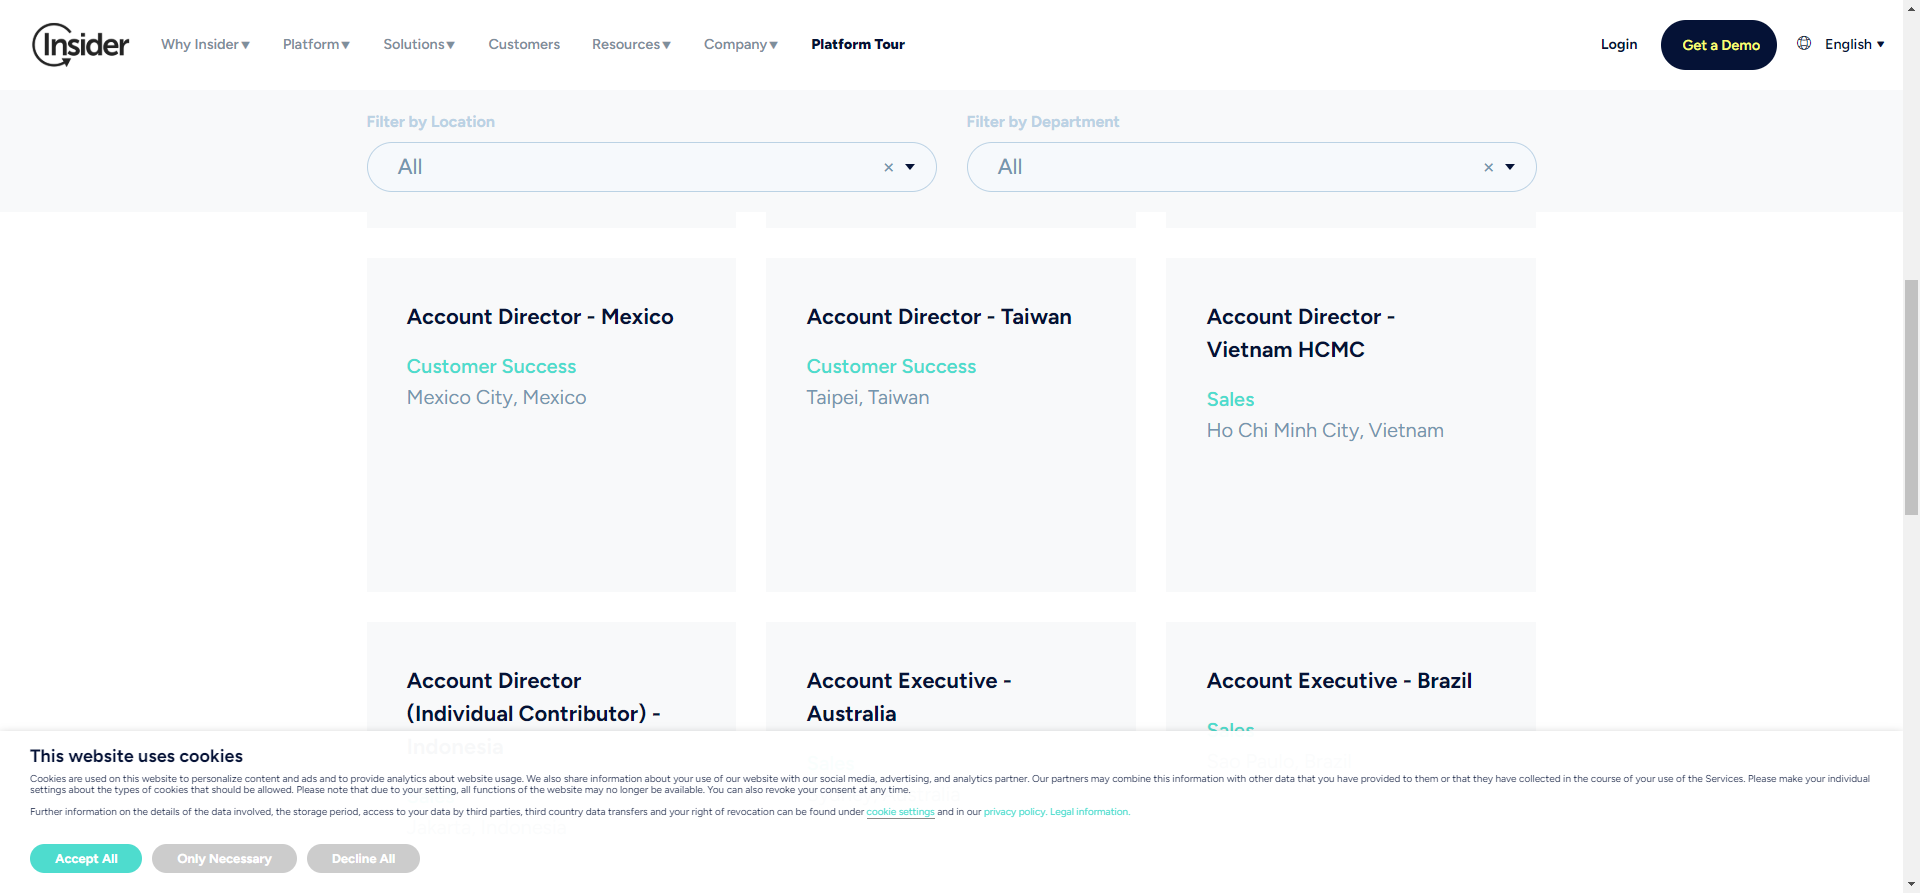 Insider
Why Insider▼ Platform▼ Solutions▼ Customers Resources▼ Company▼ Platform Tour Login Get a Demo English ▼
Filter by Location Filter by Department
All × All ×
Account Director - Mexico
Customer Success
Mexico City, Mexico
Account Director - Taiwan
Customer Success
Taipei, Taiwan
Account Director -
Vietnam HCMC
Sales
Ho Chi Minh City, Vietnam
Account Director
(Individual Contributor) -
Indonesia
Account Executive -
Australia
Account Executive - Brazil
Sales
Sao Paulo, Brazil
This website uses cookies
Cookies are used on this website to personalize content and ads and to provide analytics about website usage. We also share information about your use of our website with our social media, advertising, and analytics partner. Our partners may combine this information with other data that you have provided to them or that they have collected in the course of your use of the Services. Please make your individual
settings about the types of cookies that should be allowed. Please note that due to your setting, all functions of the website may no longer be available. You can also revoke your consent at any time.
Further information on the details of the data involved, the storage period, access to your data by third parties, third country data transfers and your right of revocation can be found under cookie settings and in our privacy policy. Legal information.
Accept All Only Necessary Decline All